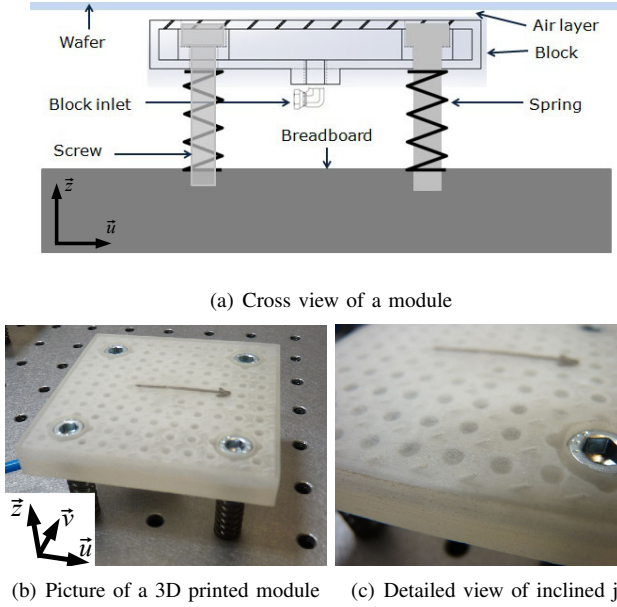 Wafer
Air layer
Block
Block inlet
Spring
Breadboard
Screw
z
u
(a) Cross view of a module
z
v
u
(b) Picture of a 3D printed module
(c) Detailed view of inclined j